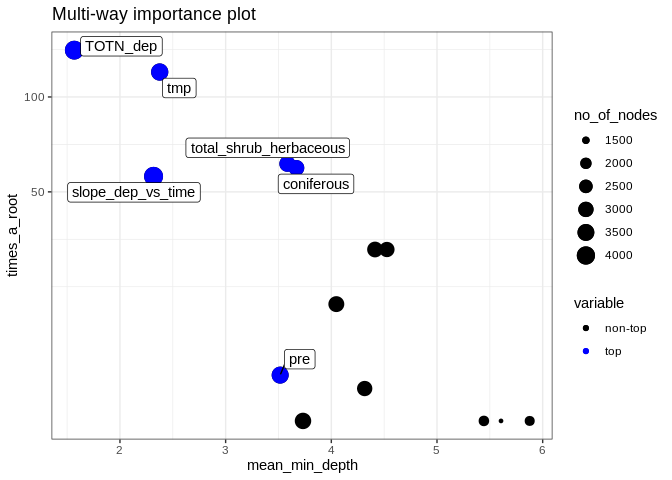 Multi-way importance plot
TOTN_dep
tmp
total_shrub_herbaceous
coniferous
slope_dep_vs_time
pre
100
50
times_a_root
2
3
4
5
6
mean_min_depth
no_of_nodes
1500
2000
2500
3000
3500
4000
variable
non-top
top